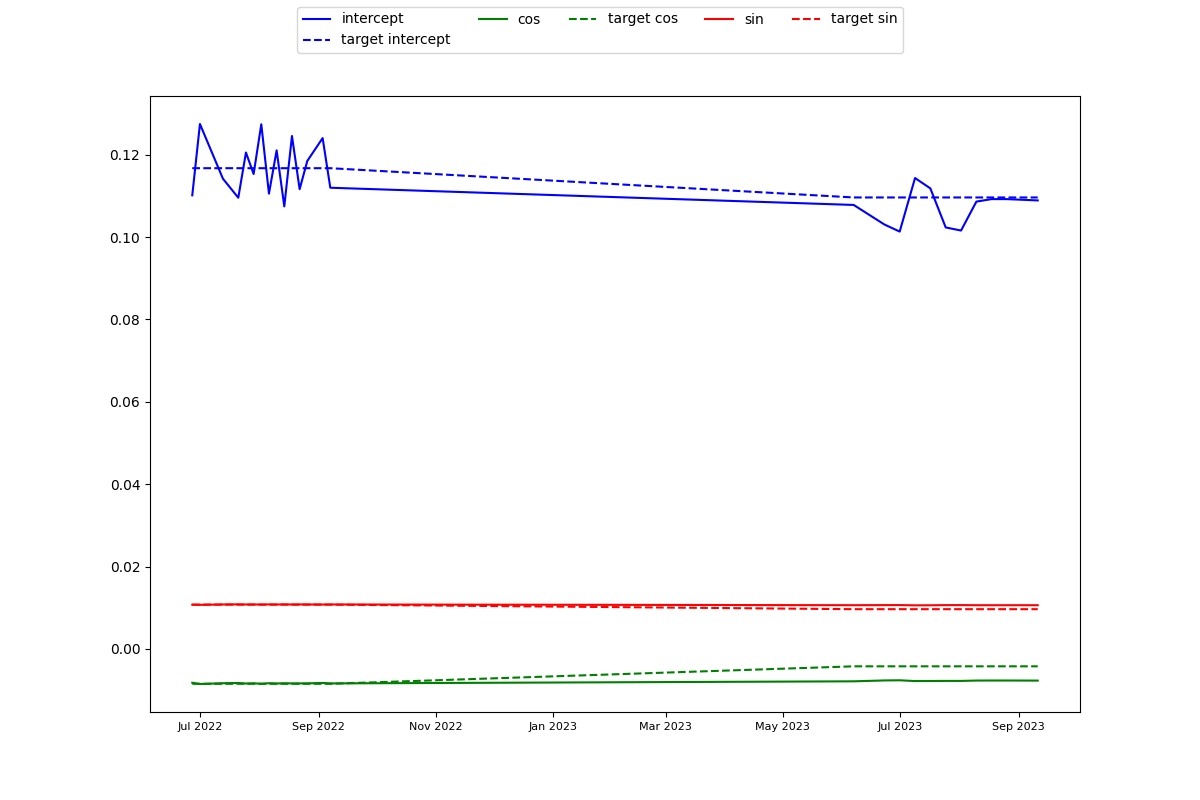 intercept cos target cos sin target sin
target intercept
0.12
0.10
0.08
0.06
0.04
0.02
0.00
Jul 2022 Sep 2022 Nov 2022 Jan 2023 Mar 2023 May 2023 Jul 2023 Sep 2023